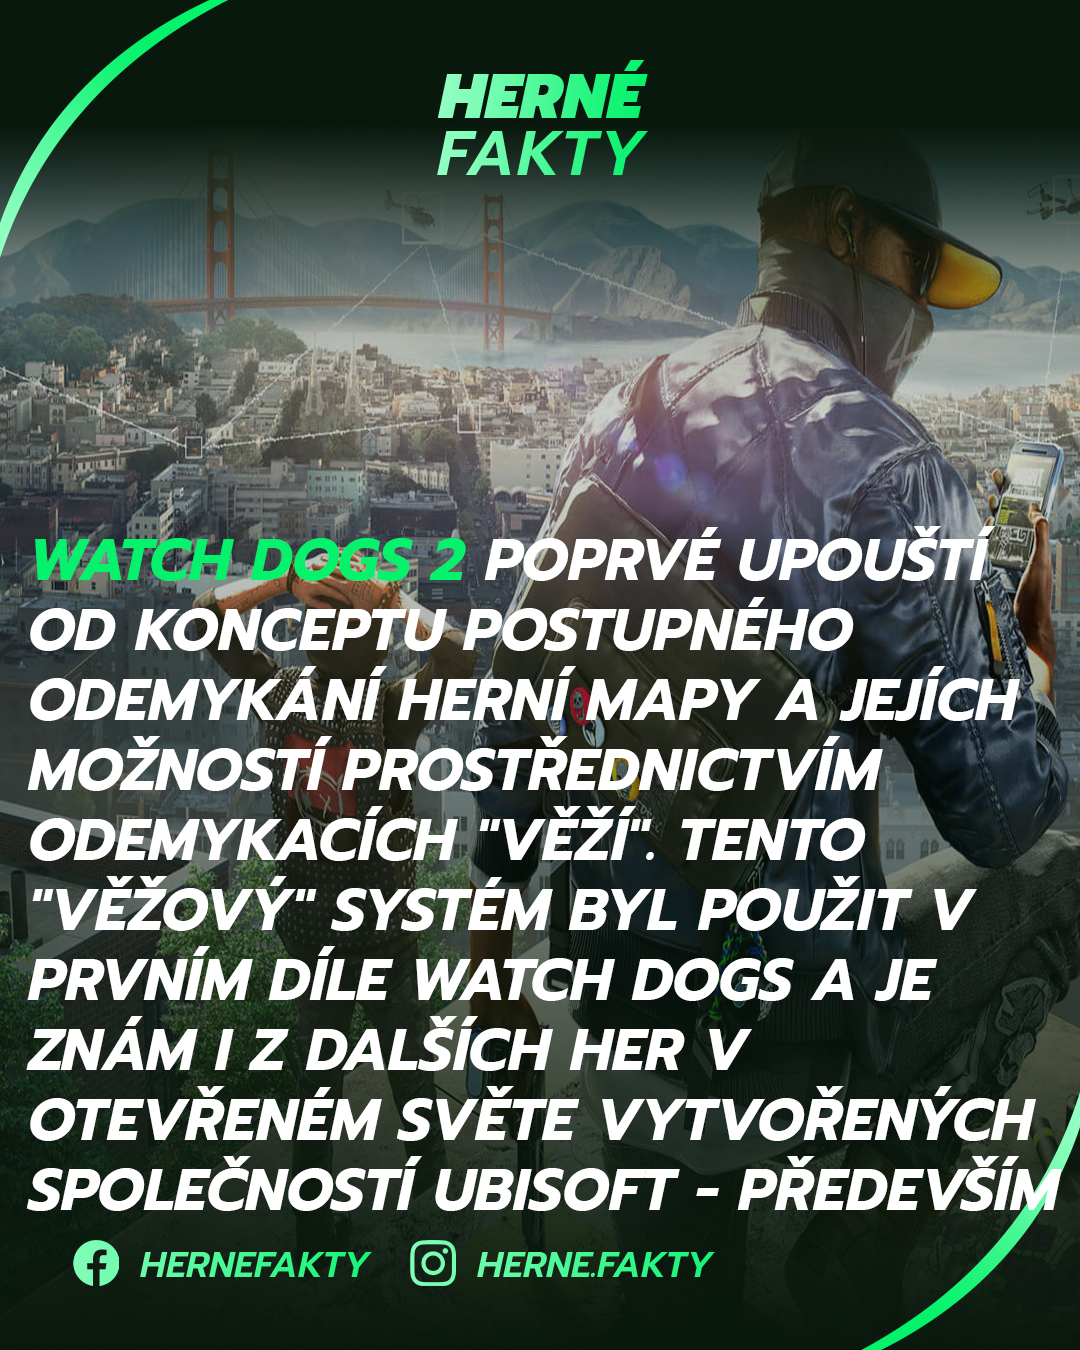 HERNÉ
FAKTY
WATCH DOGS 2 POPRVÉ UPOUŠTÍ
OD KONCEPTU POSTUPNÉHO
ODEMYKÁNÍ HERNÍ MAPY A JEJÍCH
MOŽNOSTÍ PROSTŘEDNICTVÍM
ODEMYKACÍCH "VĚŽÍ". TENTO
"VĚŽOVÝ" SYSTÉM BYL POUŽIT V
PRVNÍM DÍLE WATCH DOGS A JE
ZNÁM I Z DALŠÍCH HER V
OTEVŘENÉM SVĚTE VYTVOŘENÝCH
SPOLEČNOSTÍ UBISOFT - PŘEDEVŠÍM
HERNEFAKTY HERNE.FAKTY